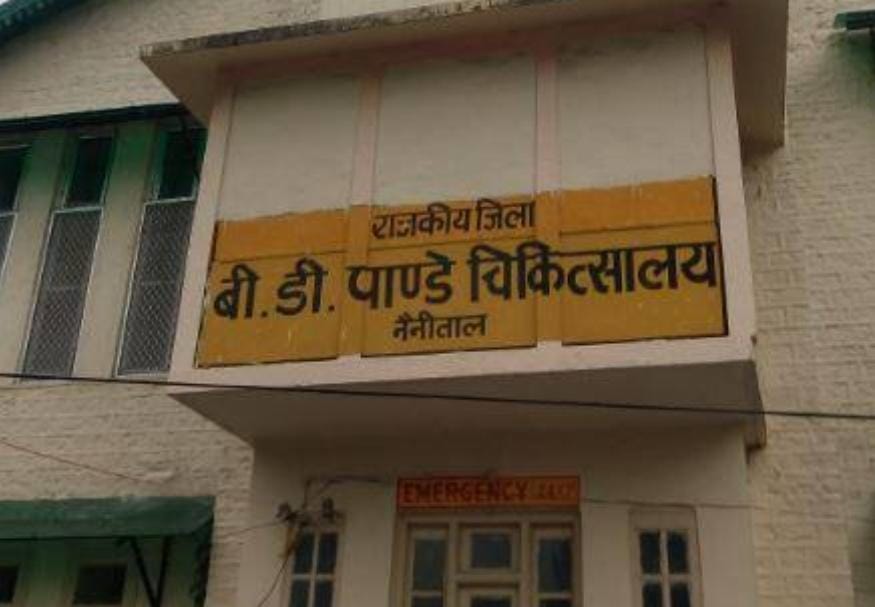 राजकीय जिला
बी.डी. पाण्डे चिकित्सालय
नैनीताल
EMERGENCY